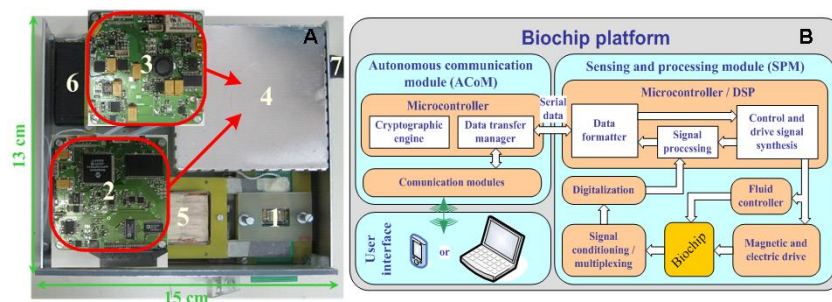 A
3
6
4
7
2
5
1
13 cm
15 cm
B
Biochip platform
Autonomous communication
module (ACoM)
Microcontroller
Cryptographic
engine
Data transfer
manager
Comunication modules
User
interface
or
Serial
data
Sensing and processing module (SPM)
Microcontroller / DSP
Data
formatter
Signal
processing
Control and
drive signal
synthesis
Digitalization
Fluid
controller
Signal
conditioning /
multiplexing
Biochip
Magnetic and
electric drive